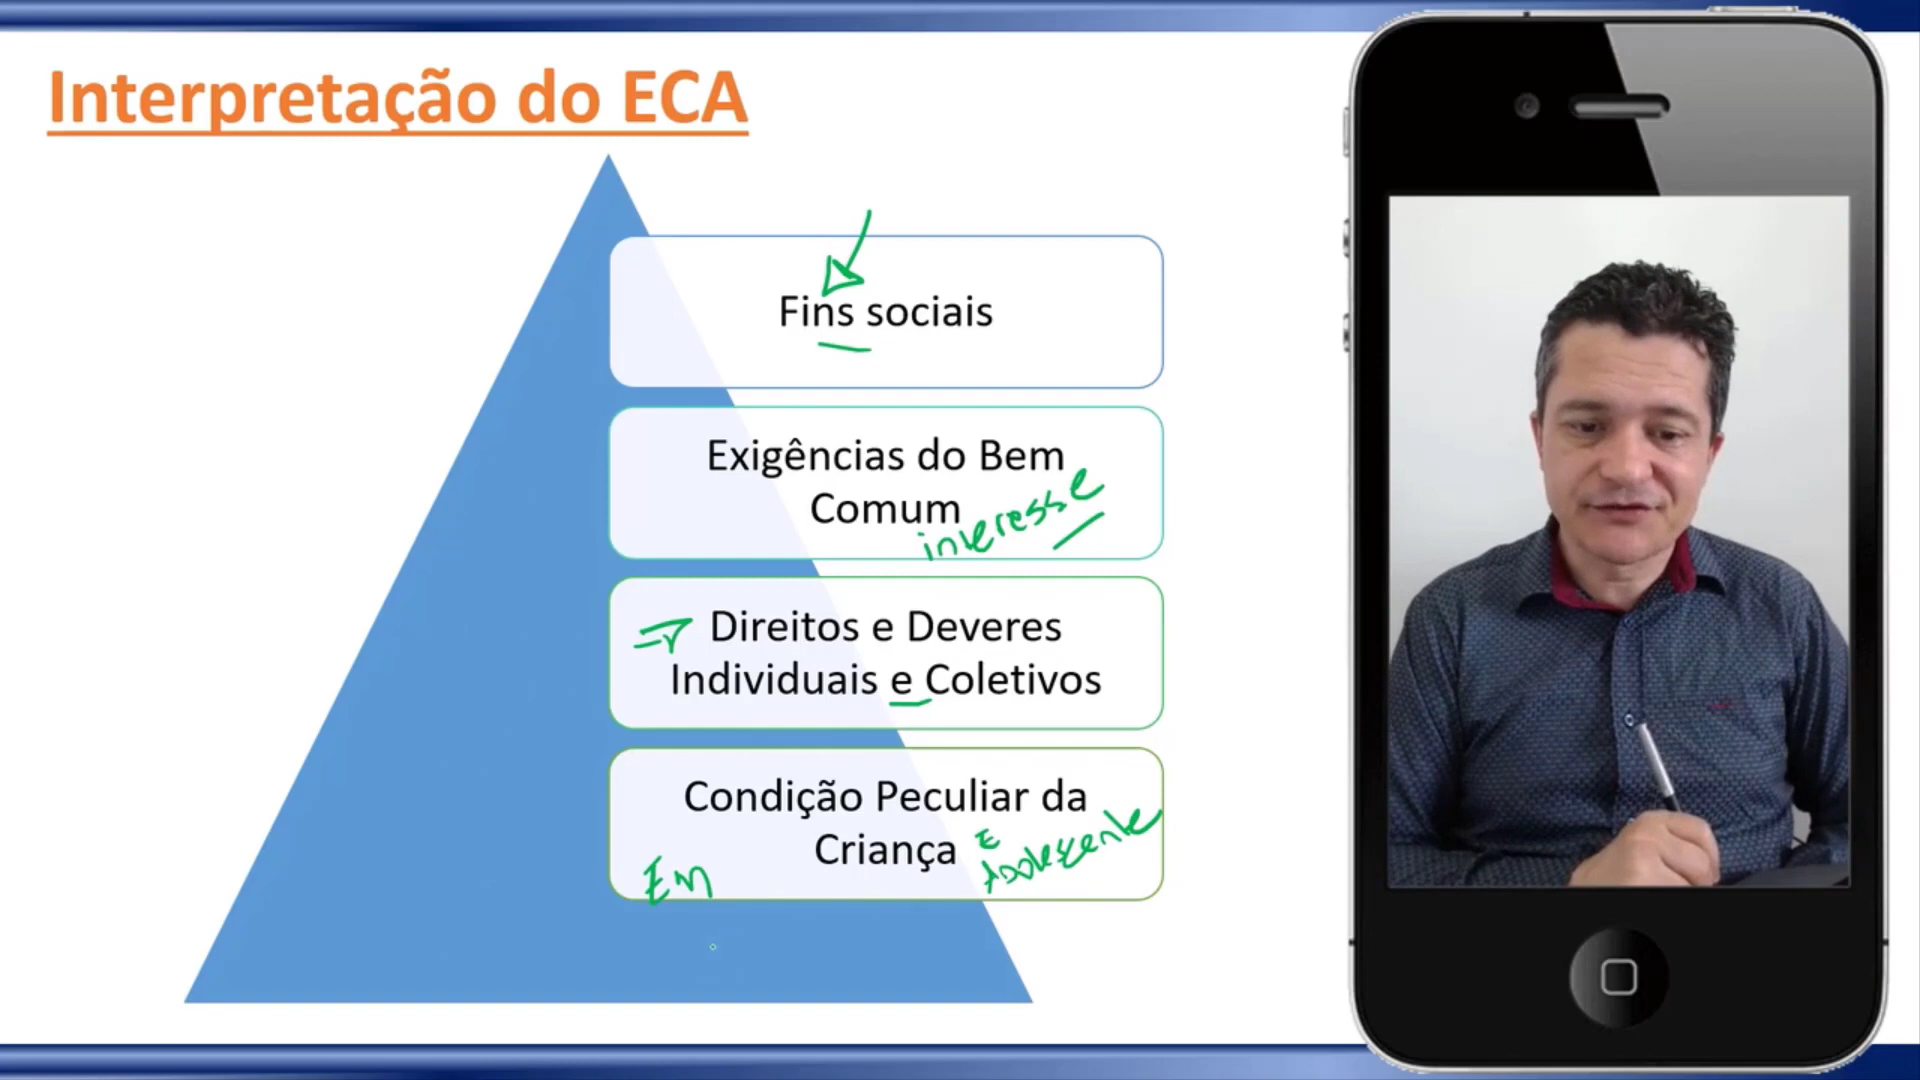 Interpretação do ECA
Fins sociais
Exigências do Bem
Comum
interesse
Direitos e Deveres
Individuais e Coletivos
Condição Peculiar da
Criança E
Adolescente
Em